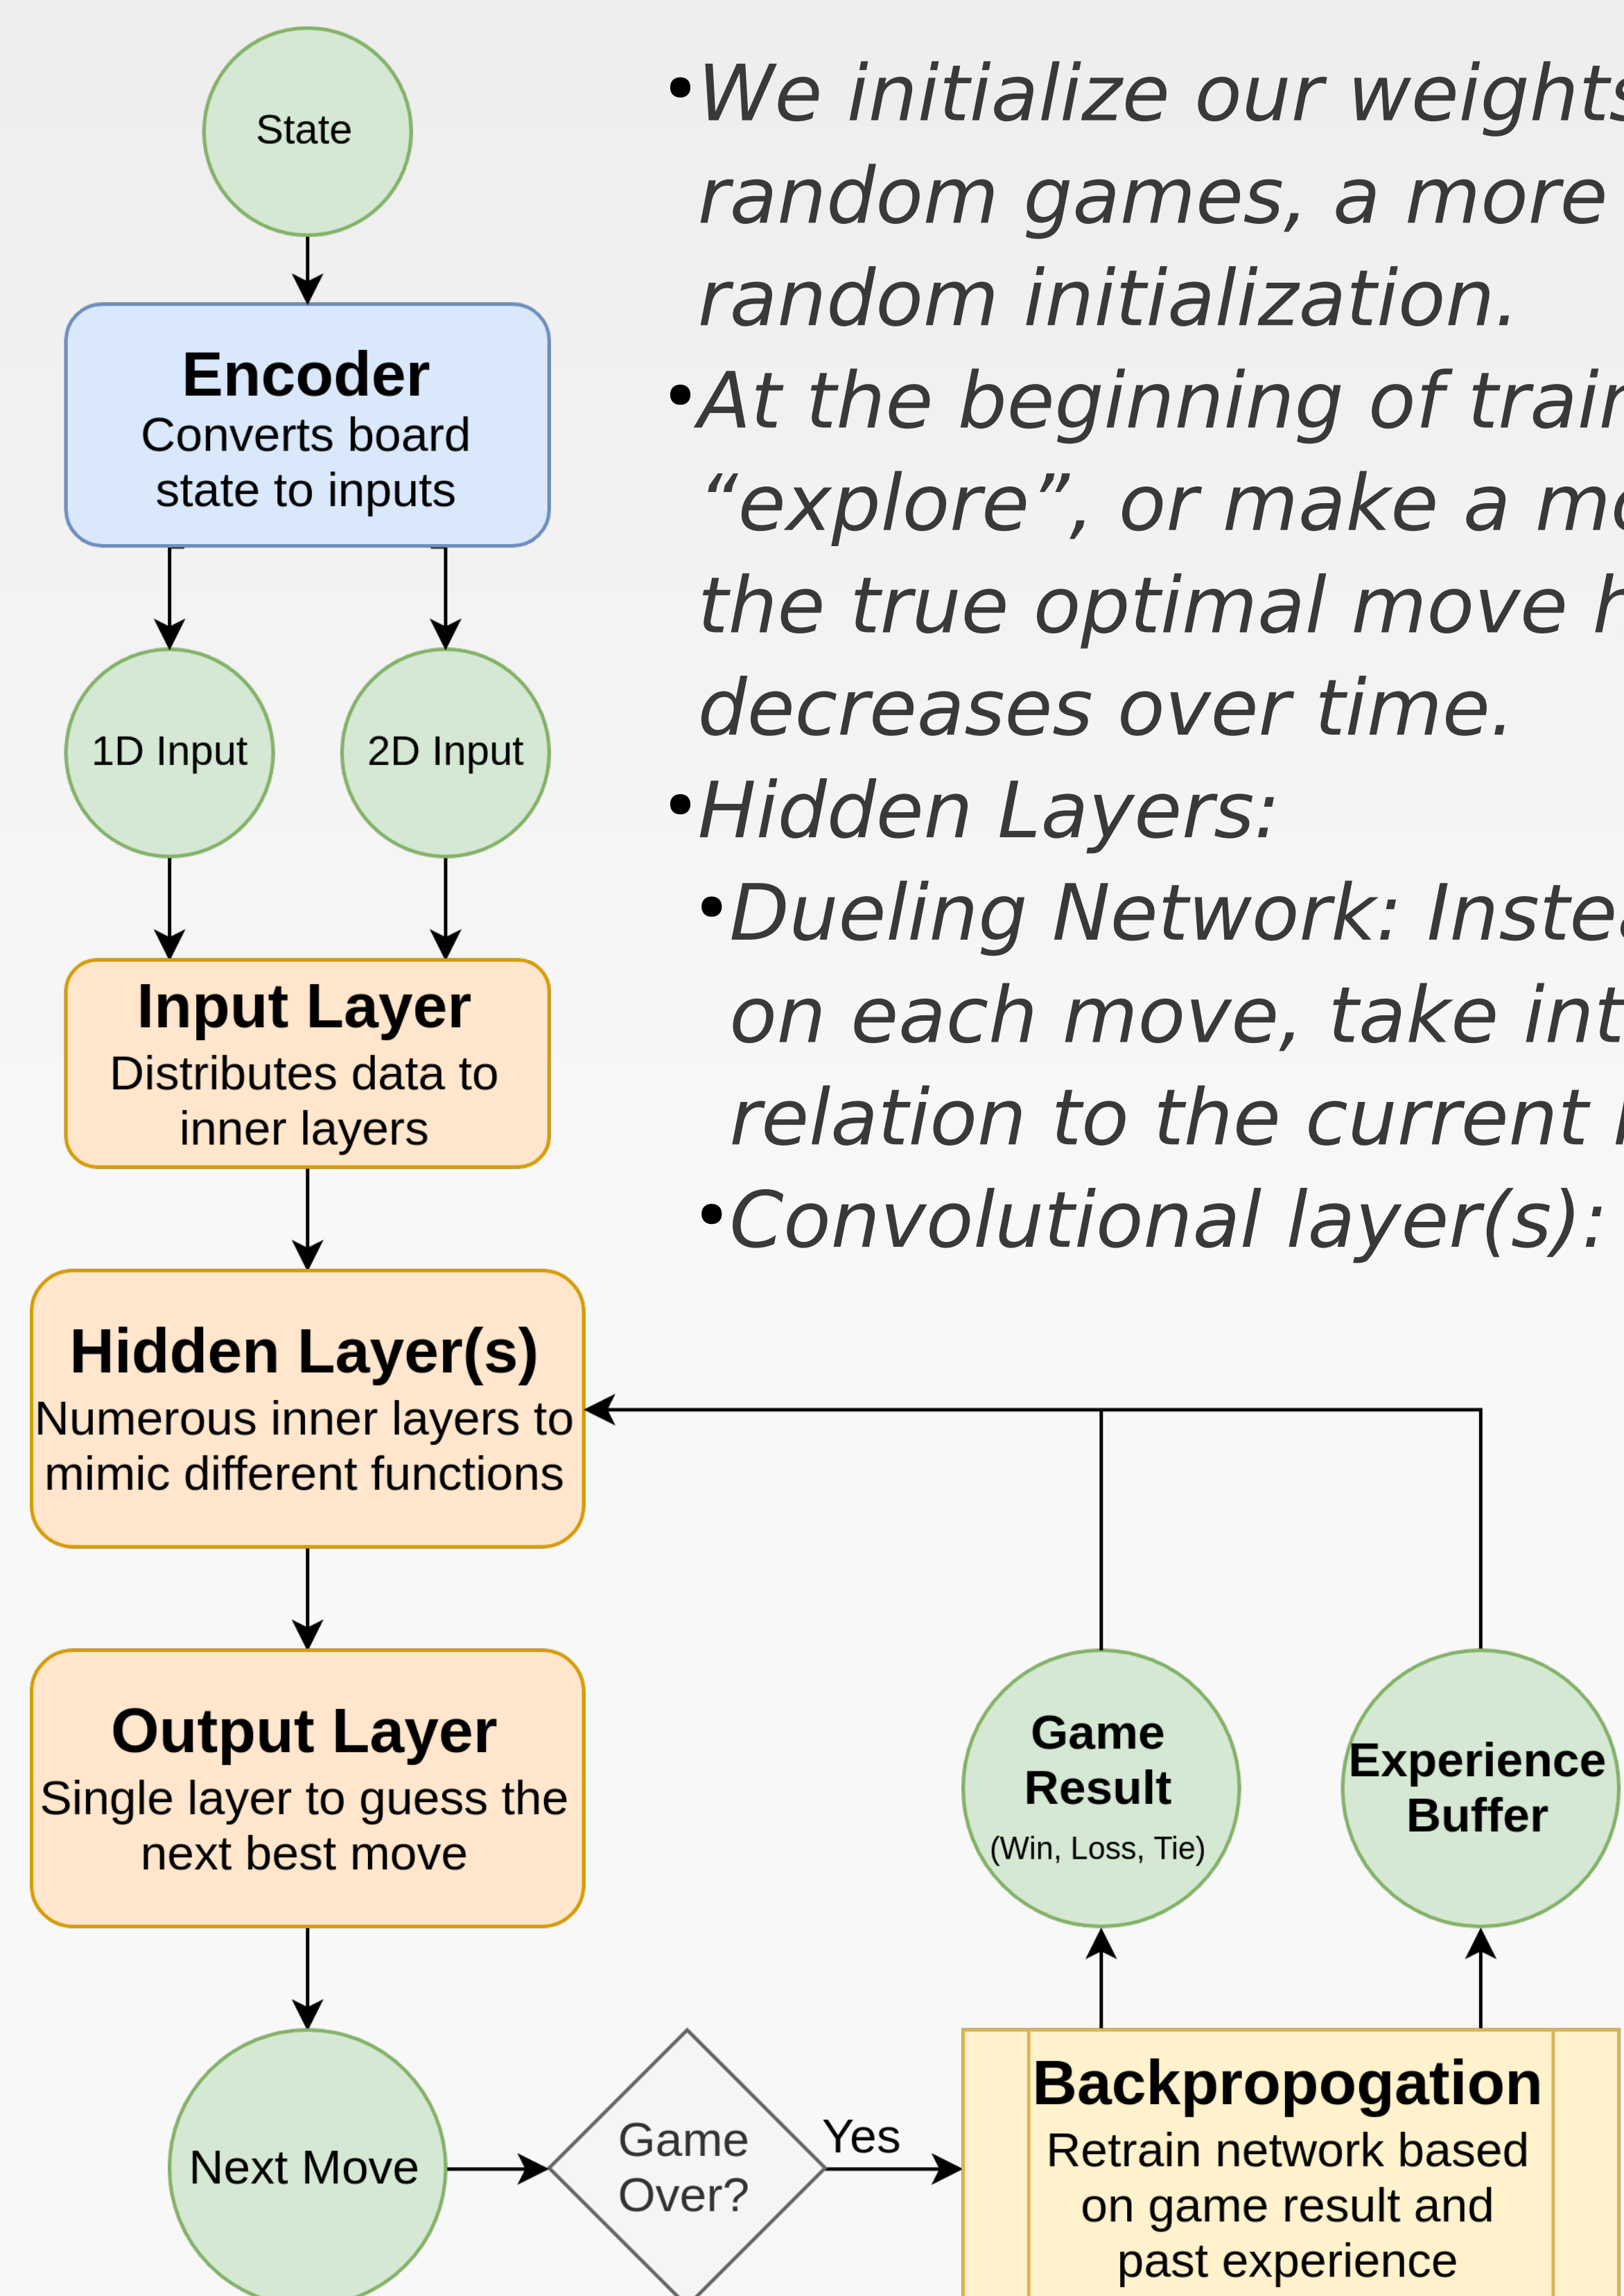 State
Encoder
Converts board
state to inputs
1D Input
2D Input
Input Layer
Distributes data to
inner layers
Hidden Layer(s)
Numerous inner layers to
mimic different functions
Output Layer
Single layer to guess the
next best move
Next Move
Game
Over?
Yes
Backpropogation
Retrain network based
on game result and
past experience
Game
Result
(Win, Loss, Tie)
Experience
Buffer
•We initialize our weights
random games, a more
random initialization.
•At the beginning of train
“explore”, or make a mo
the true optimal move h
decreases over time.
•Hidden Layers:
•Dueling Network: Instea
on each move, take int
relation to the current
•Convolutional layer(s):